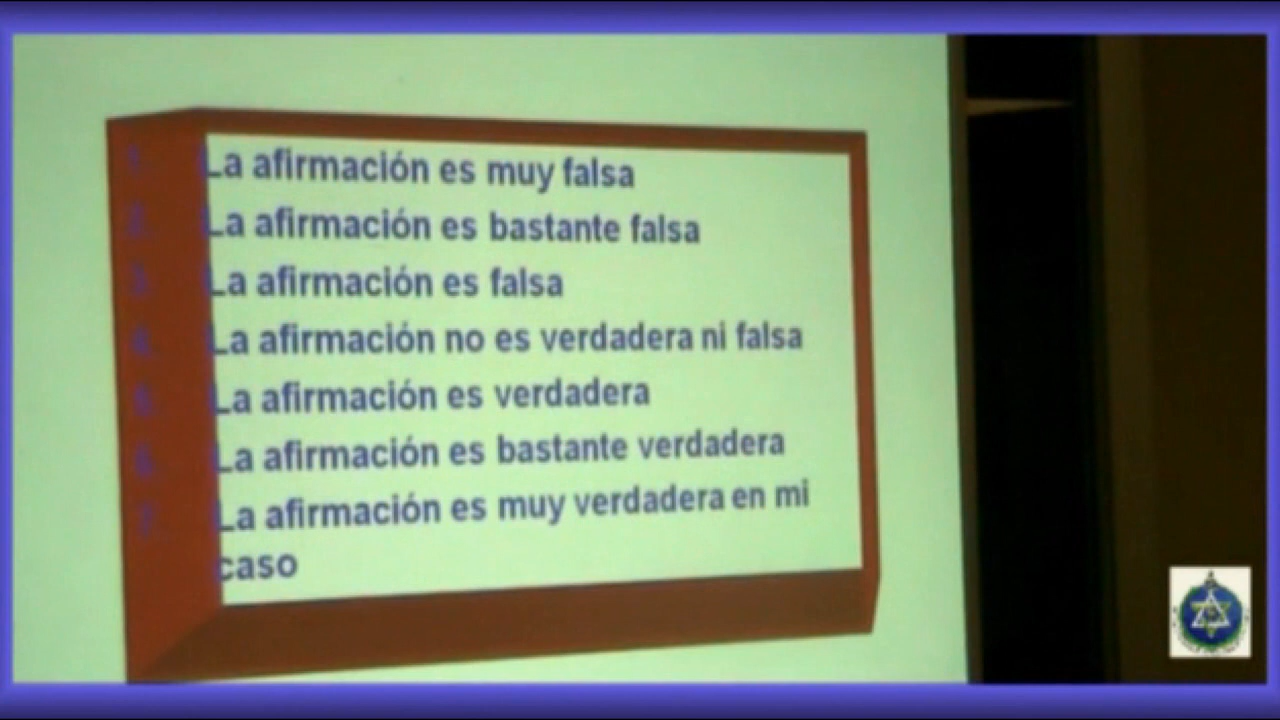 1. La afirmación es muy falsa
2. La afirmación es bastante falsa
3. La afirmación es falsa
4. La afirmación no es verdadera ni falsa
5. La afirmación es verdadera
6. La afirmación es bastante verdadera
7. La afirmación es muy verdadera en mi
caso